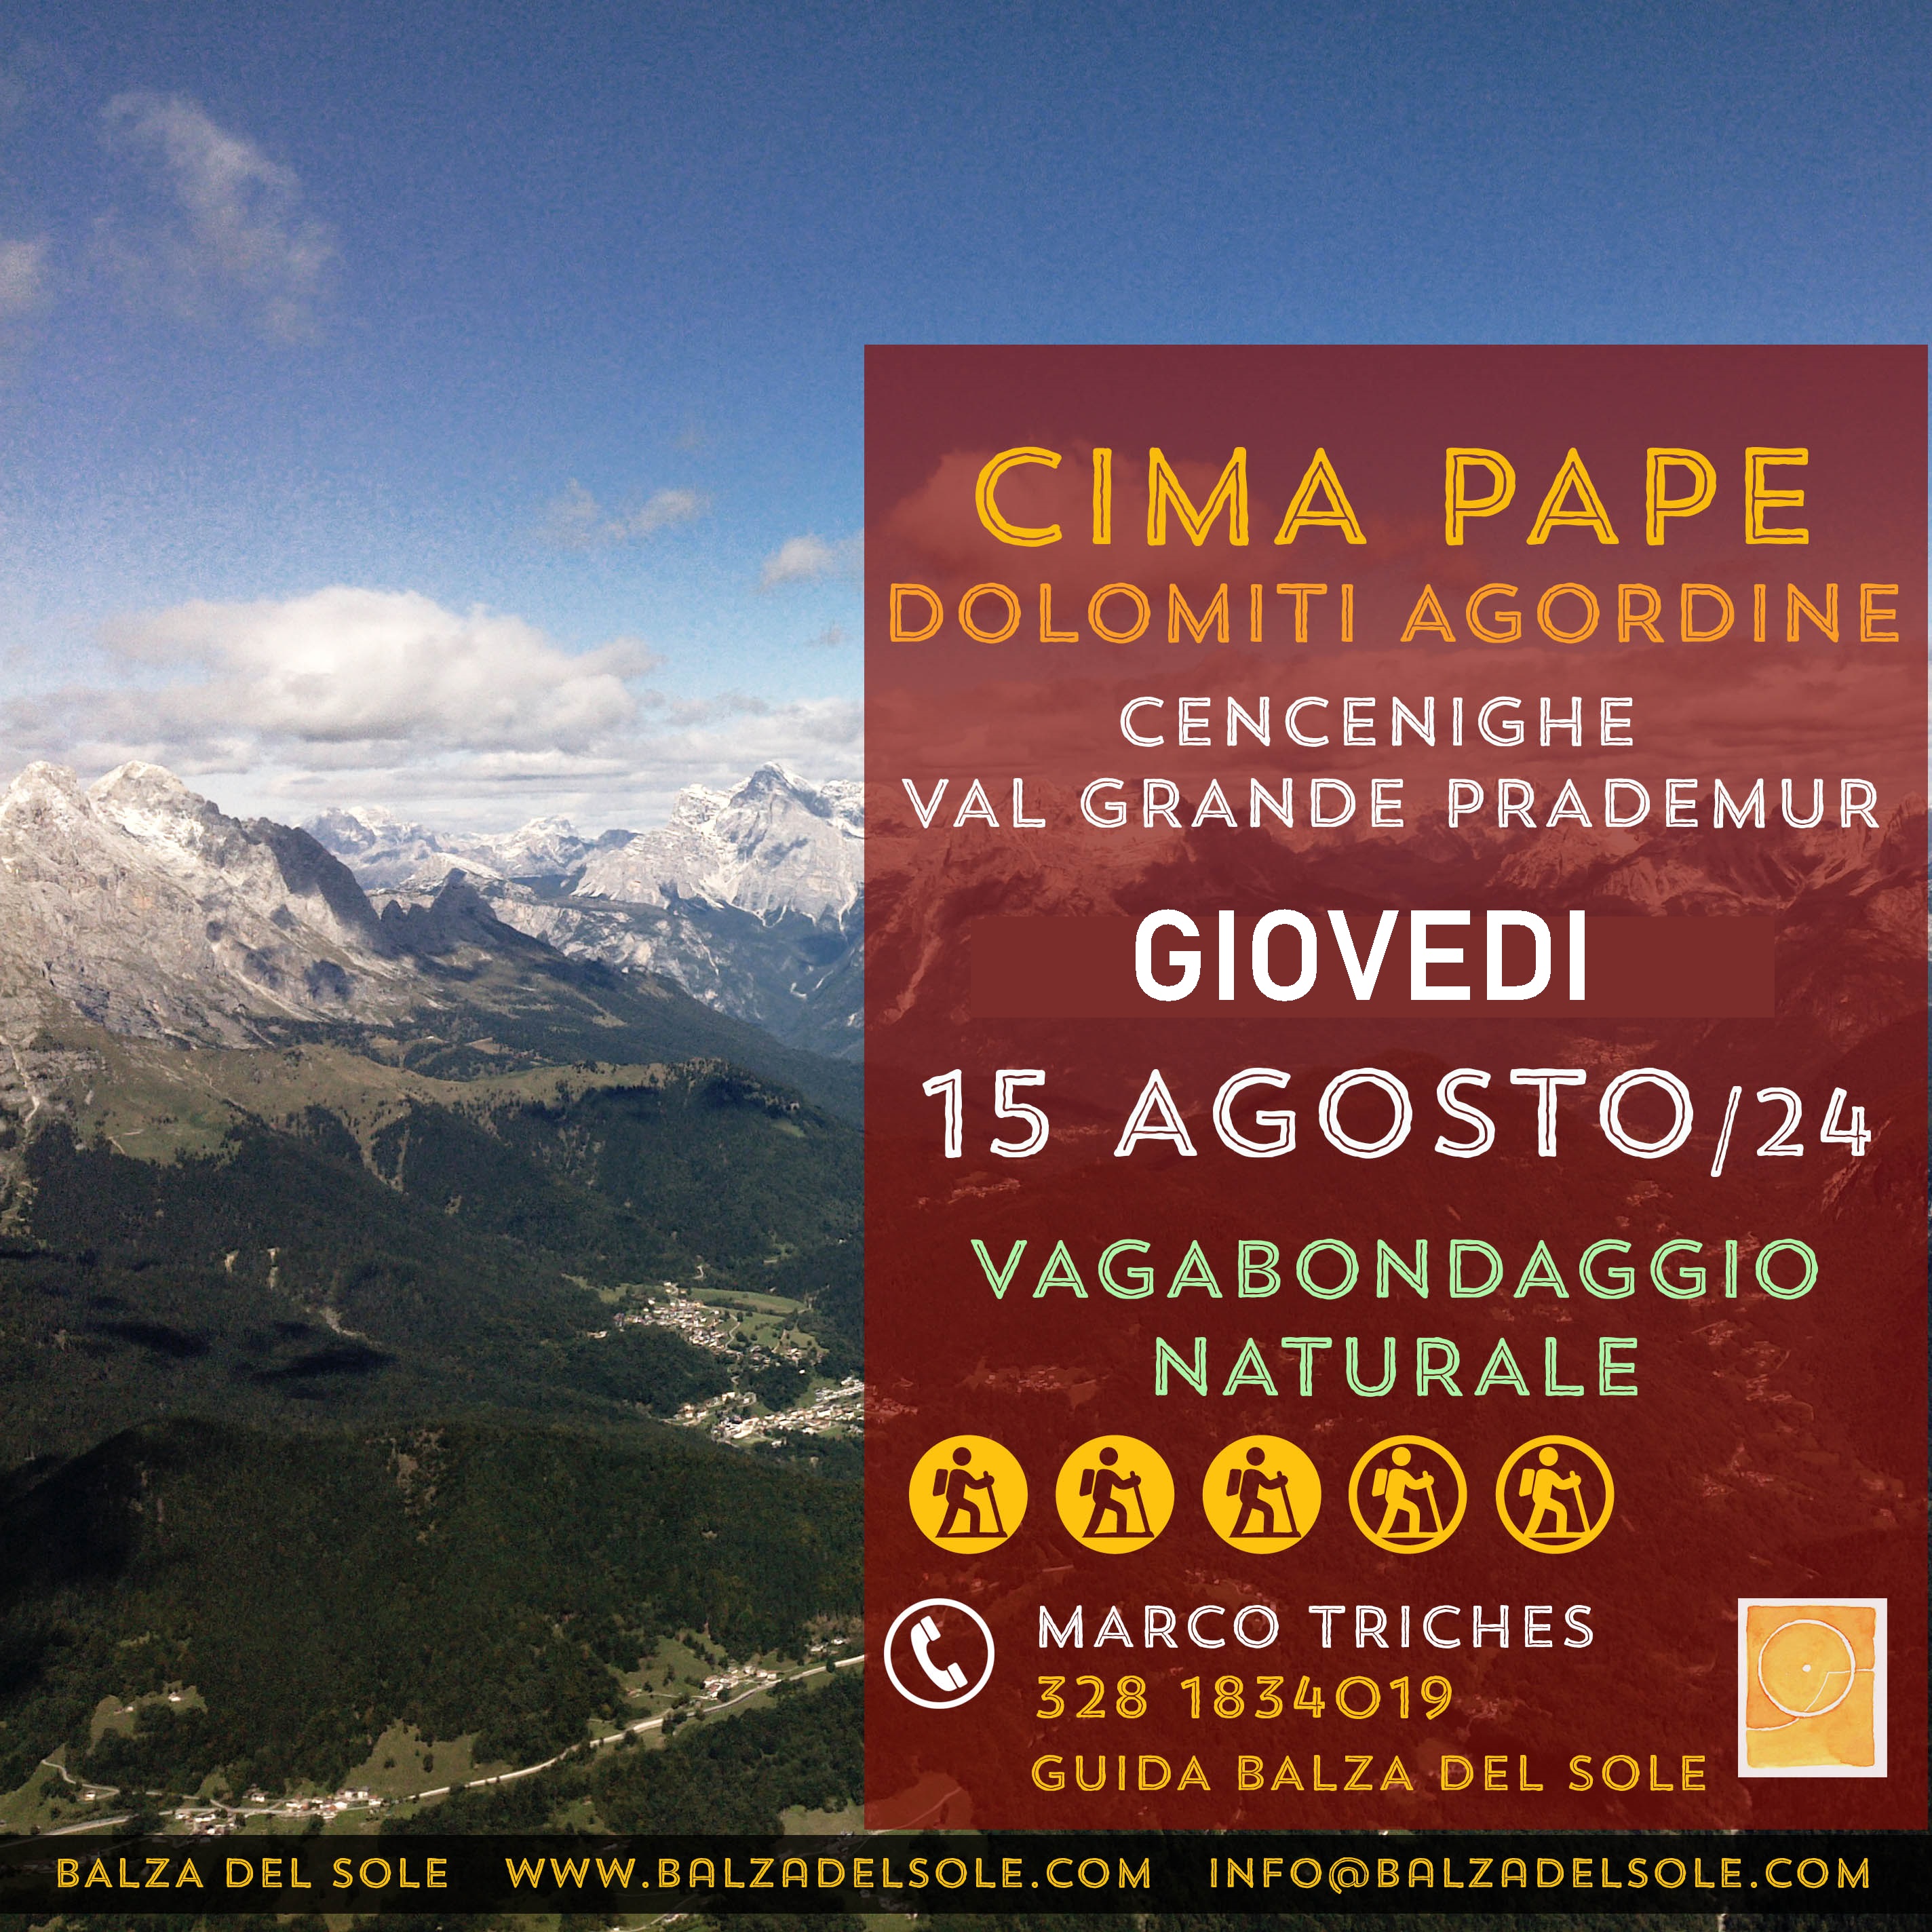 CIMA PAPE
DOLOMITI AGORDINE
CENCENIGHE
VAL GRANDE PRADEMUR
GIOVEDI
15 AGOSTO/24
VAGABONDAGGIO
NATURALE
MARCO TRICHES
328 1834019
GUIDA BALZA DEL SOLE
BALZA DEL SOLE WWW.BALZADELSOLE.COM INFO@BALZADELSOLE.COM